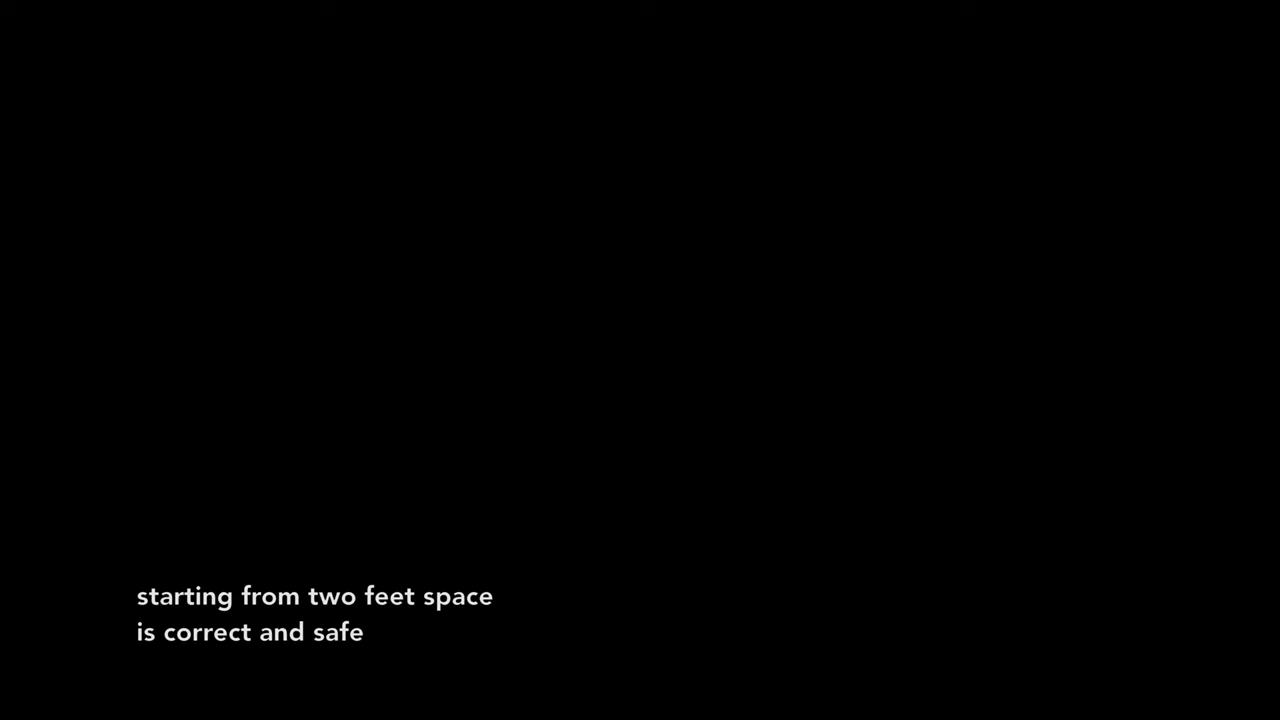 starting from two feet space
is correct and safe